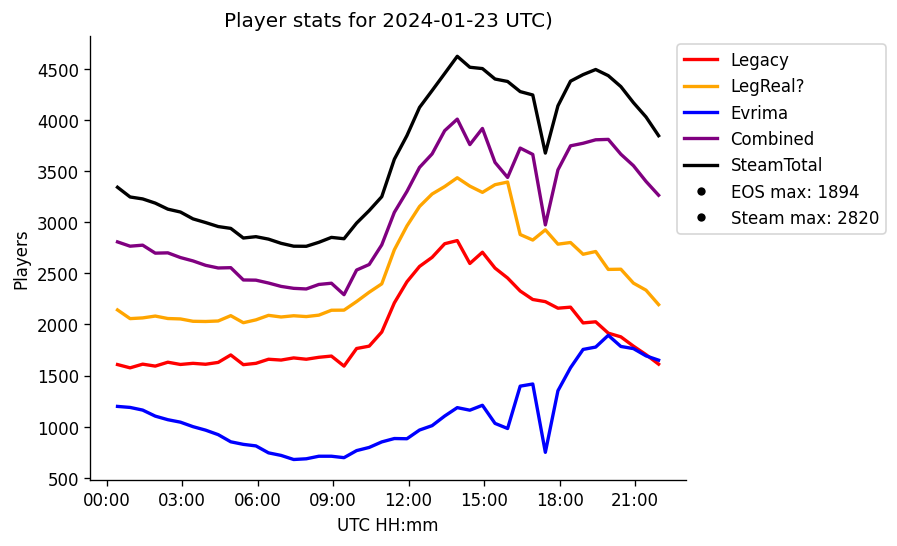 Player stats for 2024-01-23 UTC)
Players
4500
4000
3500
3000
2500
2000
1500
1000
500
00:00 03:00 06:00 09:00 12:00 15:00 18:00 21:00
UTC HH:mm
Legacy
LegReal?
Evrima
Combined
SteamTotal
EOS max: 1894
Steam max: 2820